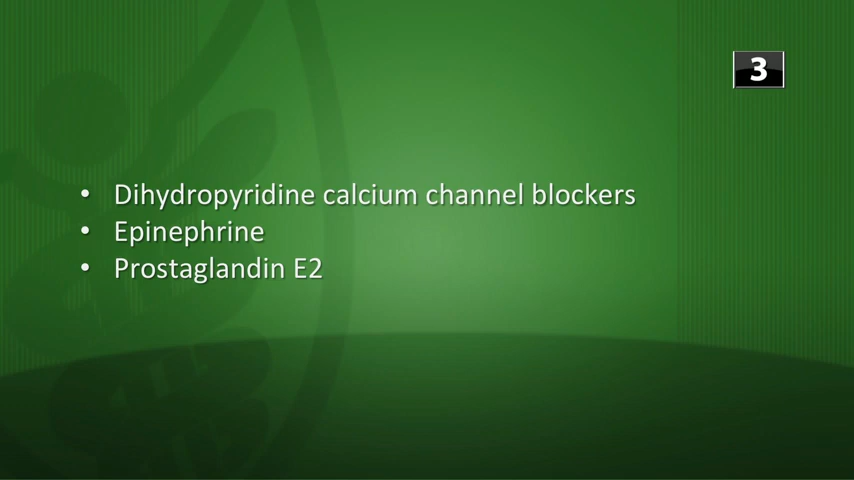 3
• Dihydropyridine calcium channel blockers
• Epinephrine
• Prostaglandin E2